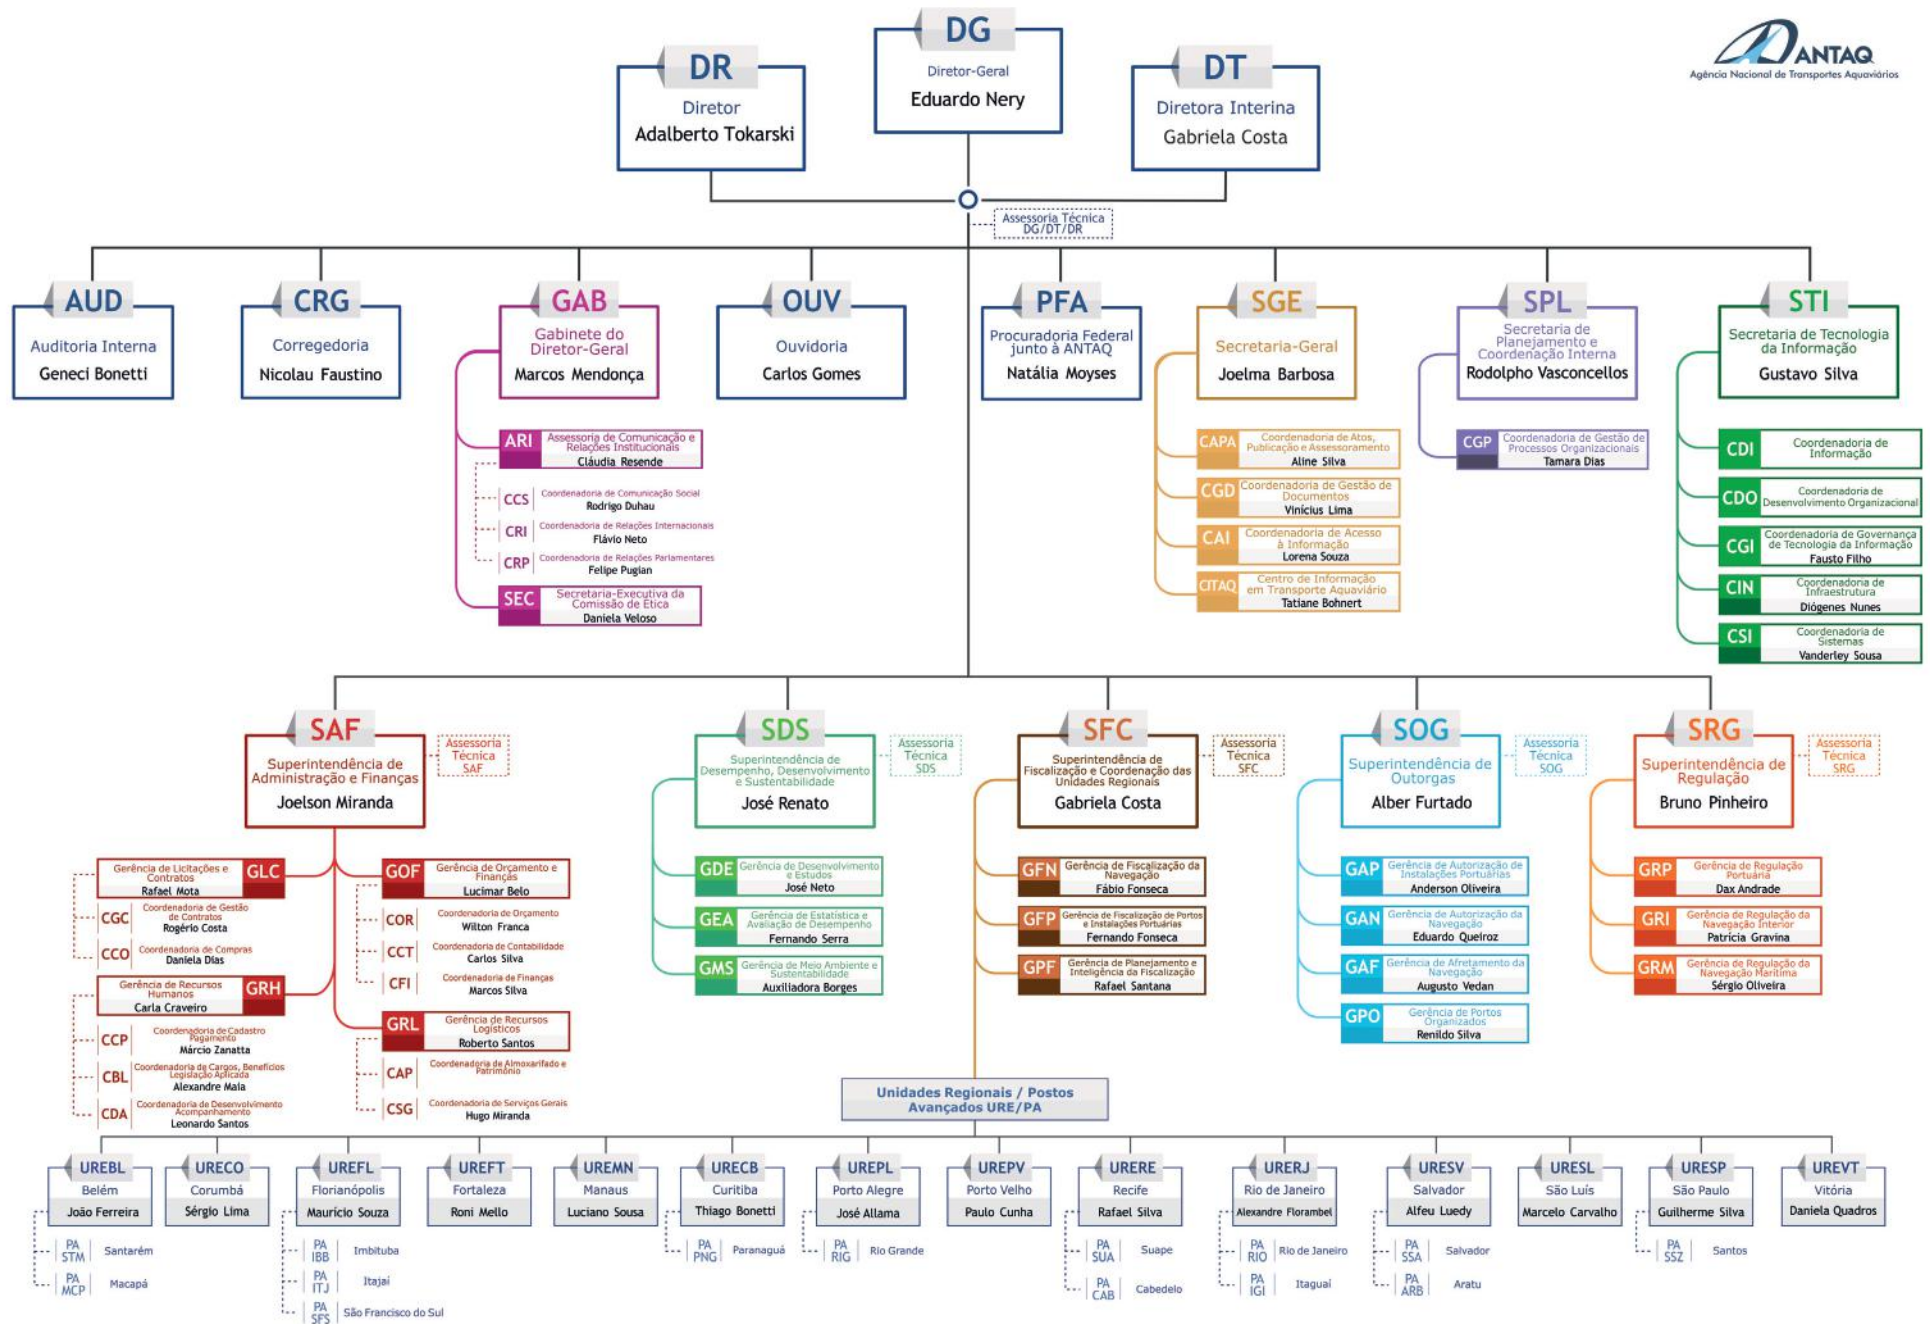 ANTAQ
Agência Nacional de Transportes Aquaviários
DR
Diretor
Adalberto Tokarski
DG
Diretor-Geral
Eduardo Nery
DT
Diretora Interina
Gabriela Costa
Assessoria Técnica
DG/DT/DR
AUD
Auditoria Interna
Geneci Bonetti
CRG
Corregedoria
Nicolau Faustino
GAB
Gabinete do
Diretor-Geral
Marcos Mendonça
OUV
Ouvidoria
Carlos Gomes
PFA
Procuradoria Federal
junto à ANTAQ
Natália Moyses
SGE
Secretaria-Geral
Joelma Barbosa
SPL
Secretaria de
Planejamento e
Coordenação Interna
Rodolpho Vasconcellos
STI
Secretaria de Tecnologia
da Informação
Gustavo Silva
ARI
Assessoria de Comunicação e
Relações Institucionais
Cláudia Resende
CCS
Coordenadoria de Comunicação Social
Rodrigo Duhau
CRI
Coordenadoria de Relações Internacionais
Flávio Neto
CRP
Coordenadoria de Relações Parlamentares
Felipe Pugian
SEC
Secretaria-Executiva da
Comissão de Ética
Daniela Veloso
CAPA
Coordenadoria de Atos,
Publicação e Assessoramento
Aline Silva
CGD
Coordenadoria de Gestão de
Documentos
Vinícius Lima
CAI
Coordenadoria de Acesso
à Informação
Lorena Souza
CITAQ
Centro de Informação
em Transporte Aquaviário
Tatiane Bohnert
CGP
Coordenadoria de Gestão de
Processos Organizacionais
Tamara Dias
CDI
Coordenadoria de
Informação
CDO
Coordenadoria de
Desenvolvimento Organizacional
CGI
Coordenadoria de Governança
de Tecnologia da Informação
Fausto Filho
CIN
Coordenadoria de
Infraestrutura
Diógenes Nunes
CSI
Coordenadoria de
Sistemas
Vanderley Sousa
SAF
Superintendência de
Administração e Finanças
Joelson Miranda
Assessoria
Técnica
SAF
SDS
Superintendência de
Desempenho, Desenvolvimento
e Sustentabilidade
José Renato
Assessoria
Técnica
SDS
SFC
Superintendência de
Fiscalização e Coordenação das
Unidades Regionais
Gabriela Costa
Assessoria
Técnica
SFC
SOG
Superintendência de
Outorgas
Alber Furtado
Assessoria
Técnica
SOG
SRG
Superintendência de
Regulação
Bruno Pinheiro
Assessoria
Técnica
SRG
Gerência de Licitações e
Contratos
Rafael Mota
GLC
CGC
Coordenadoria de Gestão
de Contratos
Rogério Costa
CCO
Coordenadoria de Compras
Daniela Dias
Gerência de Recursos
Humanos
Carla Craveiro
GRH
CCP
Coordenadoria de Cadastro
Pagamento
Márcio Zanatta
CBL
Coordenadoria de Cargos, Benefícios
Legislação Aplicada
Alexandre Maia
CDA
Coordenadoria de Desenvolvimento
Acompanhamento
Leonardo Santos
GOF
Gerência de Orçamento e
Finanças
Lucimar Belo
COR
Coordenadoria de Orçamento
Wilton Franca
CCT
Coordenadoria de Contabilidade
Carlos Silva
CFI
Coordenadoria de Finanças
Marcos Silva
GRL
Gerência de Recursos
Logísticos
Roberto Santos
CAP
Coordenadoria de Almoxarifado e
Patrimônio
CSG
Coordenadoria de Serviços Gerais
Hugo Miranda
GDE
Gerência de Desenvolvimento
e Estudos
José Neto
GEA
Gerência de Estatística e
Avaliação de Desempenho
Fernando Serra
GMS
Gerência de Meio Ambiente e
Sustentabilidade
Auxiliadora Borges
GFN
Gerência de Fiscalização da
Navegação
Fábio Fonseca
GFP
Gerência de Fiscalização de Portos
e Instalações Portuárias
Fernando Fonseca
GPF
Gerência de Planejamento e
Inteligência da Fiscalização
Rafael Santana
GAP
Gerência de Autorização de
Instalações Portuárias
Anderson Oliveira
GAN
Gerência de Autorização da
Navegação
Eduardo Queiroz
GAF
Gerência de Afretamento da
Navegação
Augusto Vedan
GPO
Gerência de Portos
Organizados
Renildo Silva
GRP
Gerência de Regulação
Portuária
Dax Andrade
GRI
Gerência de Regulação da
Navegação Interior
Patrícia Gravina
GRM
Gerência de Regulação da
Navegação Marítima
Sérgio Oliveira
Unidades Regionais / Postos
Avançados URE/PA
UREBL
Belém
João Ferreira
PA
STM
Santarém
PA
MCP
Macapá
URECO
Corumbá
Sérgio Lima
UREFL
Florianópolis
Maurício Souza
PA
IBB
Imbituba
PA
ITJ
Itajaí
PA
SFS
São Francisco do Sul
UREFT
Fortaleza
Roni Mello
UREMN
Manaus
Luciano Sousa
URECB
Curitiba
Thiago Bonetti
PA
PNG
Paranaguá
UREPL
Porto Alegre
José Allama
PA
RIG
Rio Grande
UREPV
Porto Velho
Paulo Cunha
URERE
Recife
Rafael Silva
PA
SUA
Suape
PA
CAB
Cabedelo
URERJ
Rio de Janeiro
Alexandre Florambel
PA
RIO
Rio de Janeiro
PA
IGI
Itaguaí
URESV
Salvador
Alfeu Luedy
PA
SSA
Salvador
PA
ARB
Aratu
URESL
São Luís
Marcelo Carvalho
URESP
São Paulo
Guilherme Silva
PA
SSZ
Santos
UREVT
Vitória
Daniela Quadros